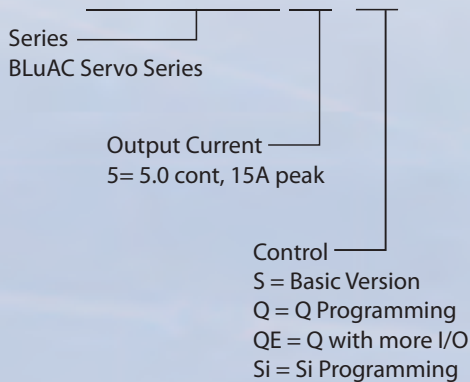 Series
BLuAC Servo Series
Output Current
5= 5.0 cont, 15A peak
Control
S = Basic Version
Q = Q Programming
QE = Q with more I/O
Si = Si Programming